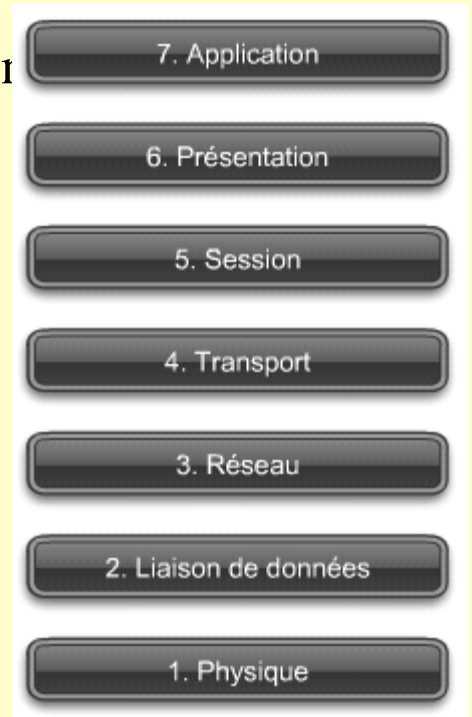 7. Application
6. Présentation
5. Session
4. Transport
3. Réseau
2. Liaison de données
1. Physique